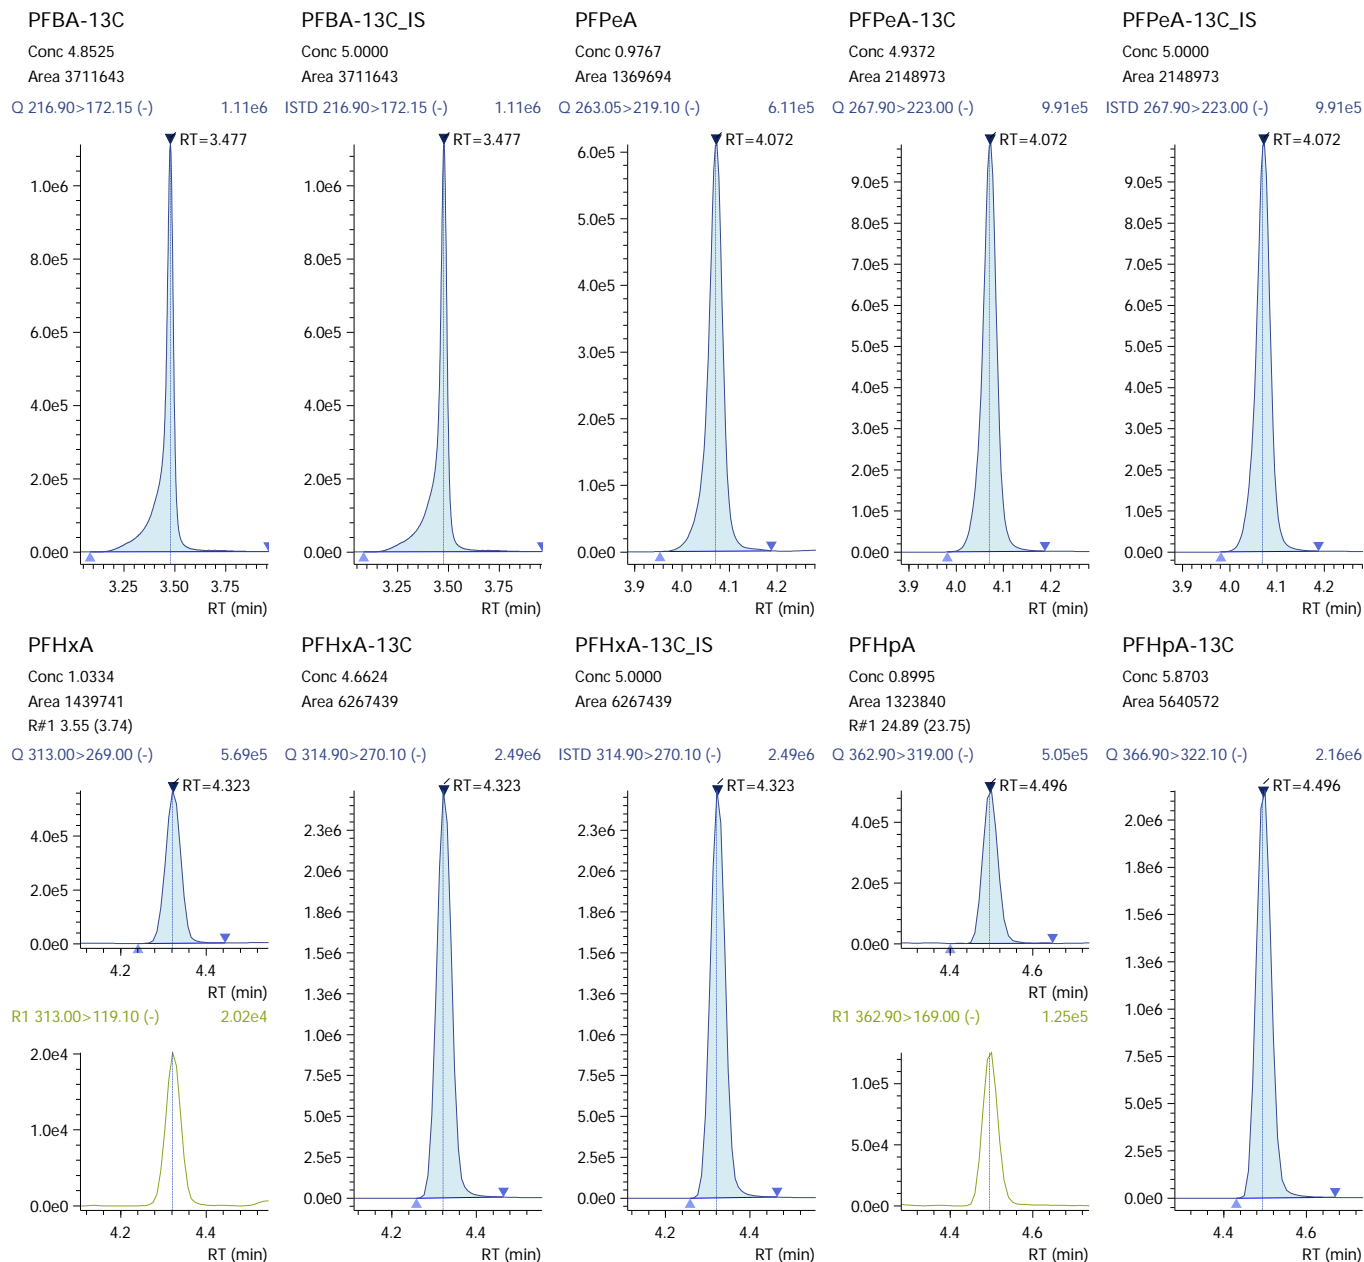 PFBA-13C
Conc 4.8525
Area 3711643
Q 216.90>172.15 (-) 1.11e6
RT=3.477
1.0e6
8.0e5
6.0e5
4.0e5
2.0e5
0.0e0
3.25 3.50 3.75
RT (min)
PFBA-13C_IS
Conc 5.0000
Area 3711643
ISTD 216.90>172.15 (-) 1.11e6
RT=3.477
1.0e6
8.0e5
6.0e5
4.0e5
2.0e5
0.0e0
3.25 3.50 3.75
RT (min)
PFPeA
Conc 0.9767
Area 1369694
Q 263.05>219.10 (-) 6.11e5
RT=4.072
6.0e5
5.0e5
4.0e5
3.0e5
2.0e5
1.0e5
0.0e0
3.9 4.0 4.1 4.2
RT (min)
PFPeA-13C
Conc 4.9372
Area 2148973
Q 267.90>223.00 (-) 9.91e5
RT=4.072
9.0e5
8.0e5
7.0e5
6.0e5
5.0e5
4.0e5
3.0e5
2.0e5
1.0e5
0.0e0
3.9 4.0 4.1 4.2
RT (min)
PFPeA-13C_IS
Conc 5.0000
Area 2148973
ISTD 267.90>223.00 (-) 9.91e5
RT=4.072
9.0e5
8.0e5
7.0e5
6.0e5
5.0e5
4.0e5
3.0e5
2.0e5
1.0e5
0.0e0
3.9 4.0 4.1 4.2
RT (min)
PFHxA
Conc 1.0334
Area 1439741
R#1 3.55 (3.74)
Q 313.00>269.00 (-) 5.69e5
RT=4.323
4.0e5
2.0e5
0.0e0
4.2 4.4
RT (min)
R1 313.00>119.10 (-) 2.02e4
2.0e4
1.0e4
0.0e0
4.2 4.4
RT (min)
PFHxA-13C
Conc 4.6624
Area 6267439
Q 314.90>270.10 (-) 2.49e6
RT=4.323
2.3e6
2.0e6
1.8e6
1.5e6
1.3e6
1.0e6
7.5e5
5.0e5
2.5e5
0.0e0
4.2 4.4
RT (min)
PFHxA-13C_IS
Conc 5.0000
Area 6267439
ISTD 314.90>270.10 (-) 2.49e6
RT=4.323
2.3e6
2.0e6
1.8e6
1.5e6
1.3e6
1.0e6
7.5e5
5.0e5
2.5e5
0.0e0
4.2 4.4
RT (min)
PFHpA
Conc 0.8995
Area 1323840
R#1 24.89 (23.75)
Q 362.90>319.00 (-) 5.05e5
RT=4.496
4.0e5
2.0e5
0.0e0
4.4 4.6
RT (min)
R1 362.90>169.00 (-) 1.25e5
1.0e5
5.0e4
0.0e0
4.4 4.6
RT (min)
PFHpA-13C
Conc 5.8703
Area 5640572
Q 366.90>322.10 (-) 2.16e6
RT=4.496
2.0e6
1.8e6
1.5e6
1.3e6
1.0e6
7.5e5
5.0e5
2.5e5
0.0e0
4.4 4.6
RT (min)